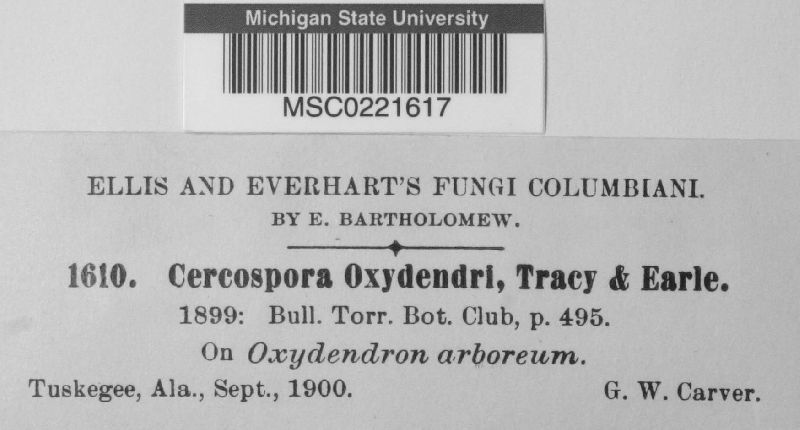 Michigan State University
MSC0221617
ELLIS AND EVERHART'S FUNGI COLUMBIANI.
BY E. BARTHOLOMEW.
1610. Cercospora Oxydendri, Tracy & Earle.
1899: Bull. Torr. Bot. Club, p. 495.
On Oxydendron arboreum.
Tuskegee, Ala., Sept., 1900. G. W. Carver.